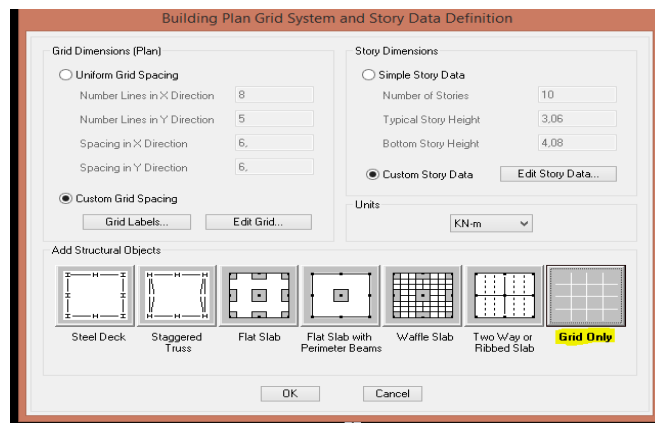 Building Plan Grid System and Story Data Definition
Grid Dimensions (Plan)
Uniform Grid Spacing
Number Lines in X Direction 8
Number Lines in Y Direction 5
Spacing in X Direction 6,
Spacing in Y Direction 6,
Custom Grid Spacing
Grid Labels... Edit Grid...
Story Dimensions
Simple Story Data
Number of Stories 10
Typical Story Height 3,06
Bottom Story Height 4,08
Custom Story Data Edit Story Data...
Units
KN-m
Add Structural Objects
Steel Deck
Staggered
Truss
Flat Slab
Flat Slab with
Perimeter Beams
Waffle Slab
Two Way or
Ribbed Slab
Grid Only
OK Cancel